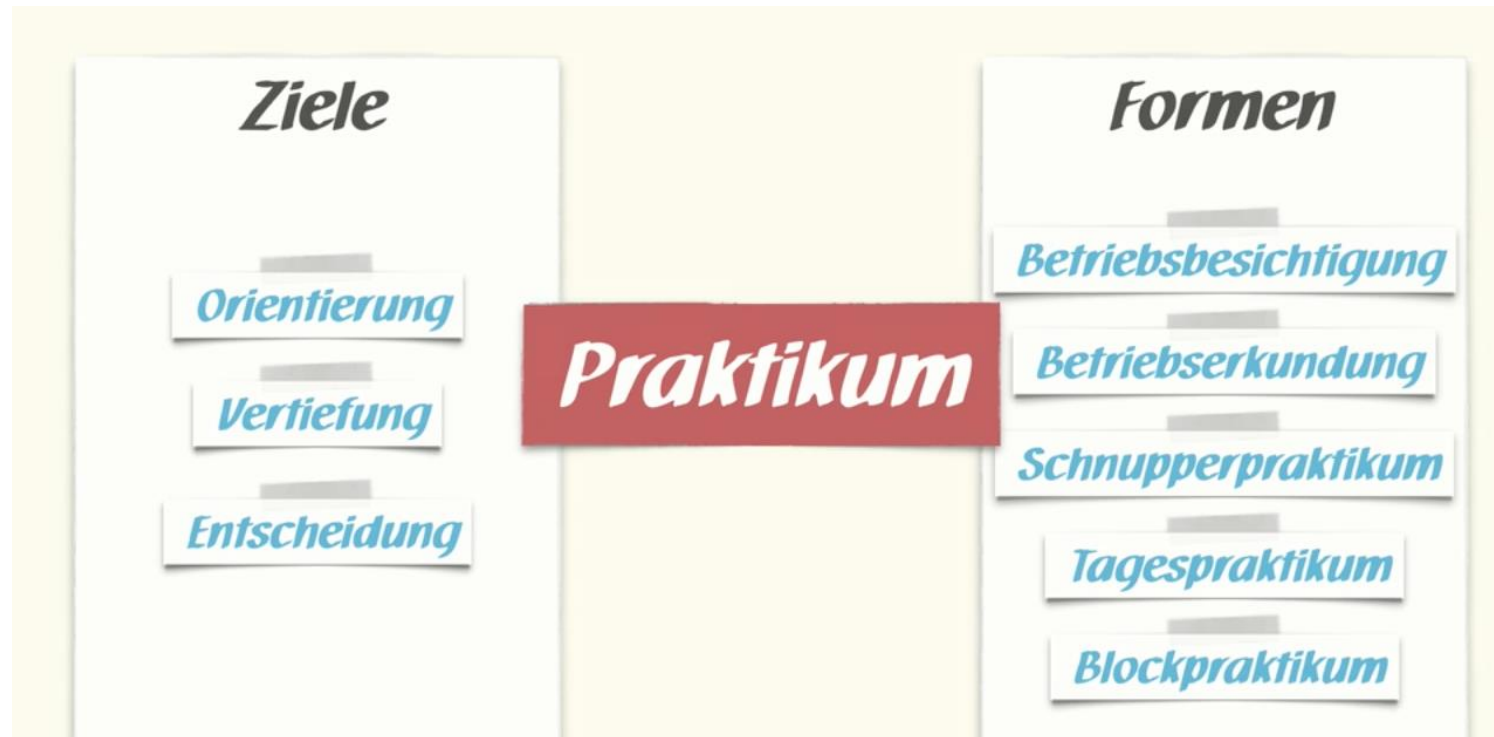 Ziele
Orientierung
Vertiefung
Entscheidung
Praktikum
Formen
Betriebsbesichtigung
Betriebserkundung
Schnupperpraktikum
Tagespraktikum
Blockpraktikum